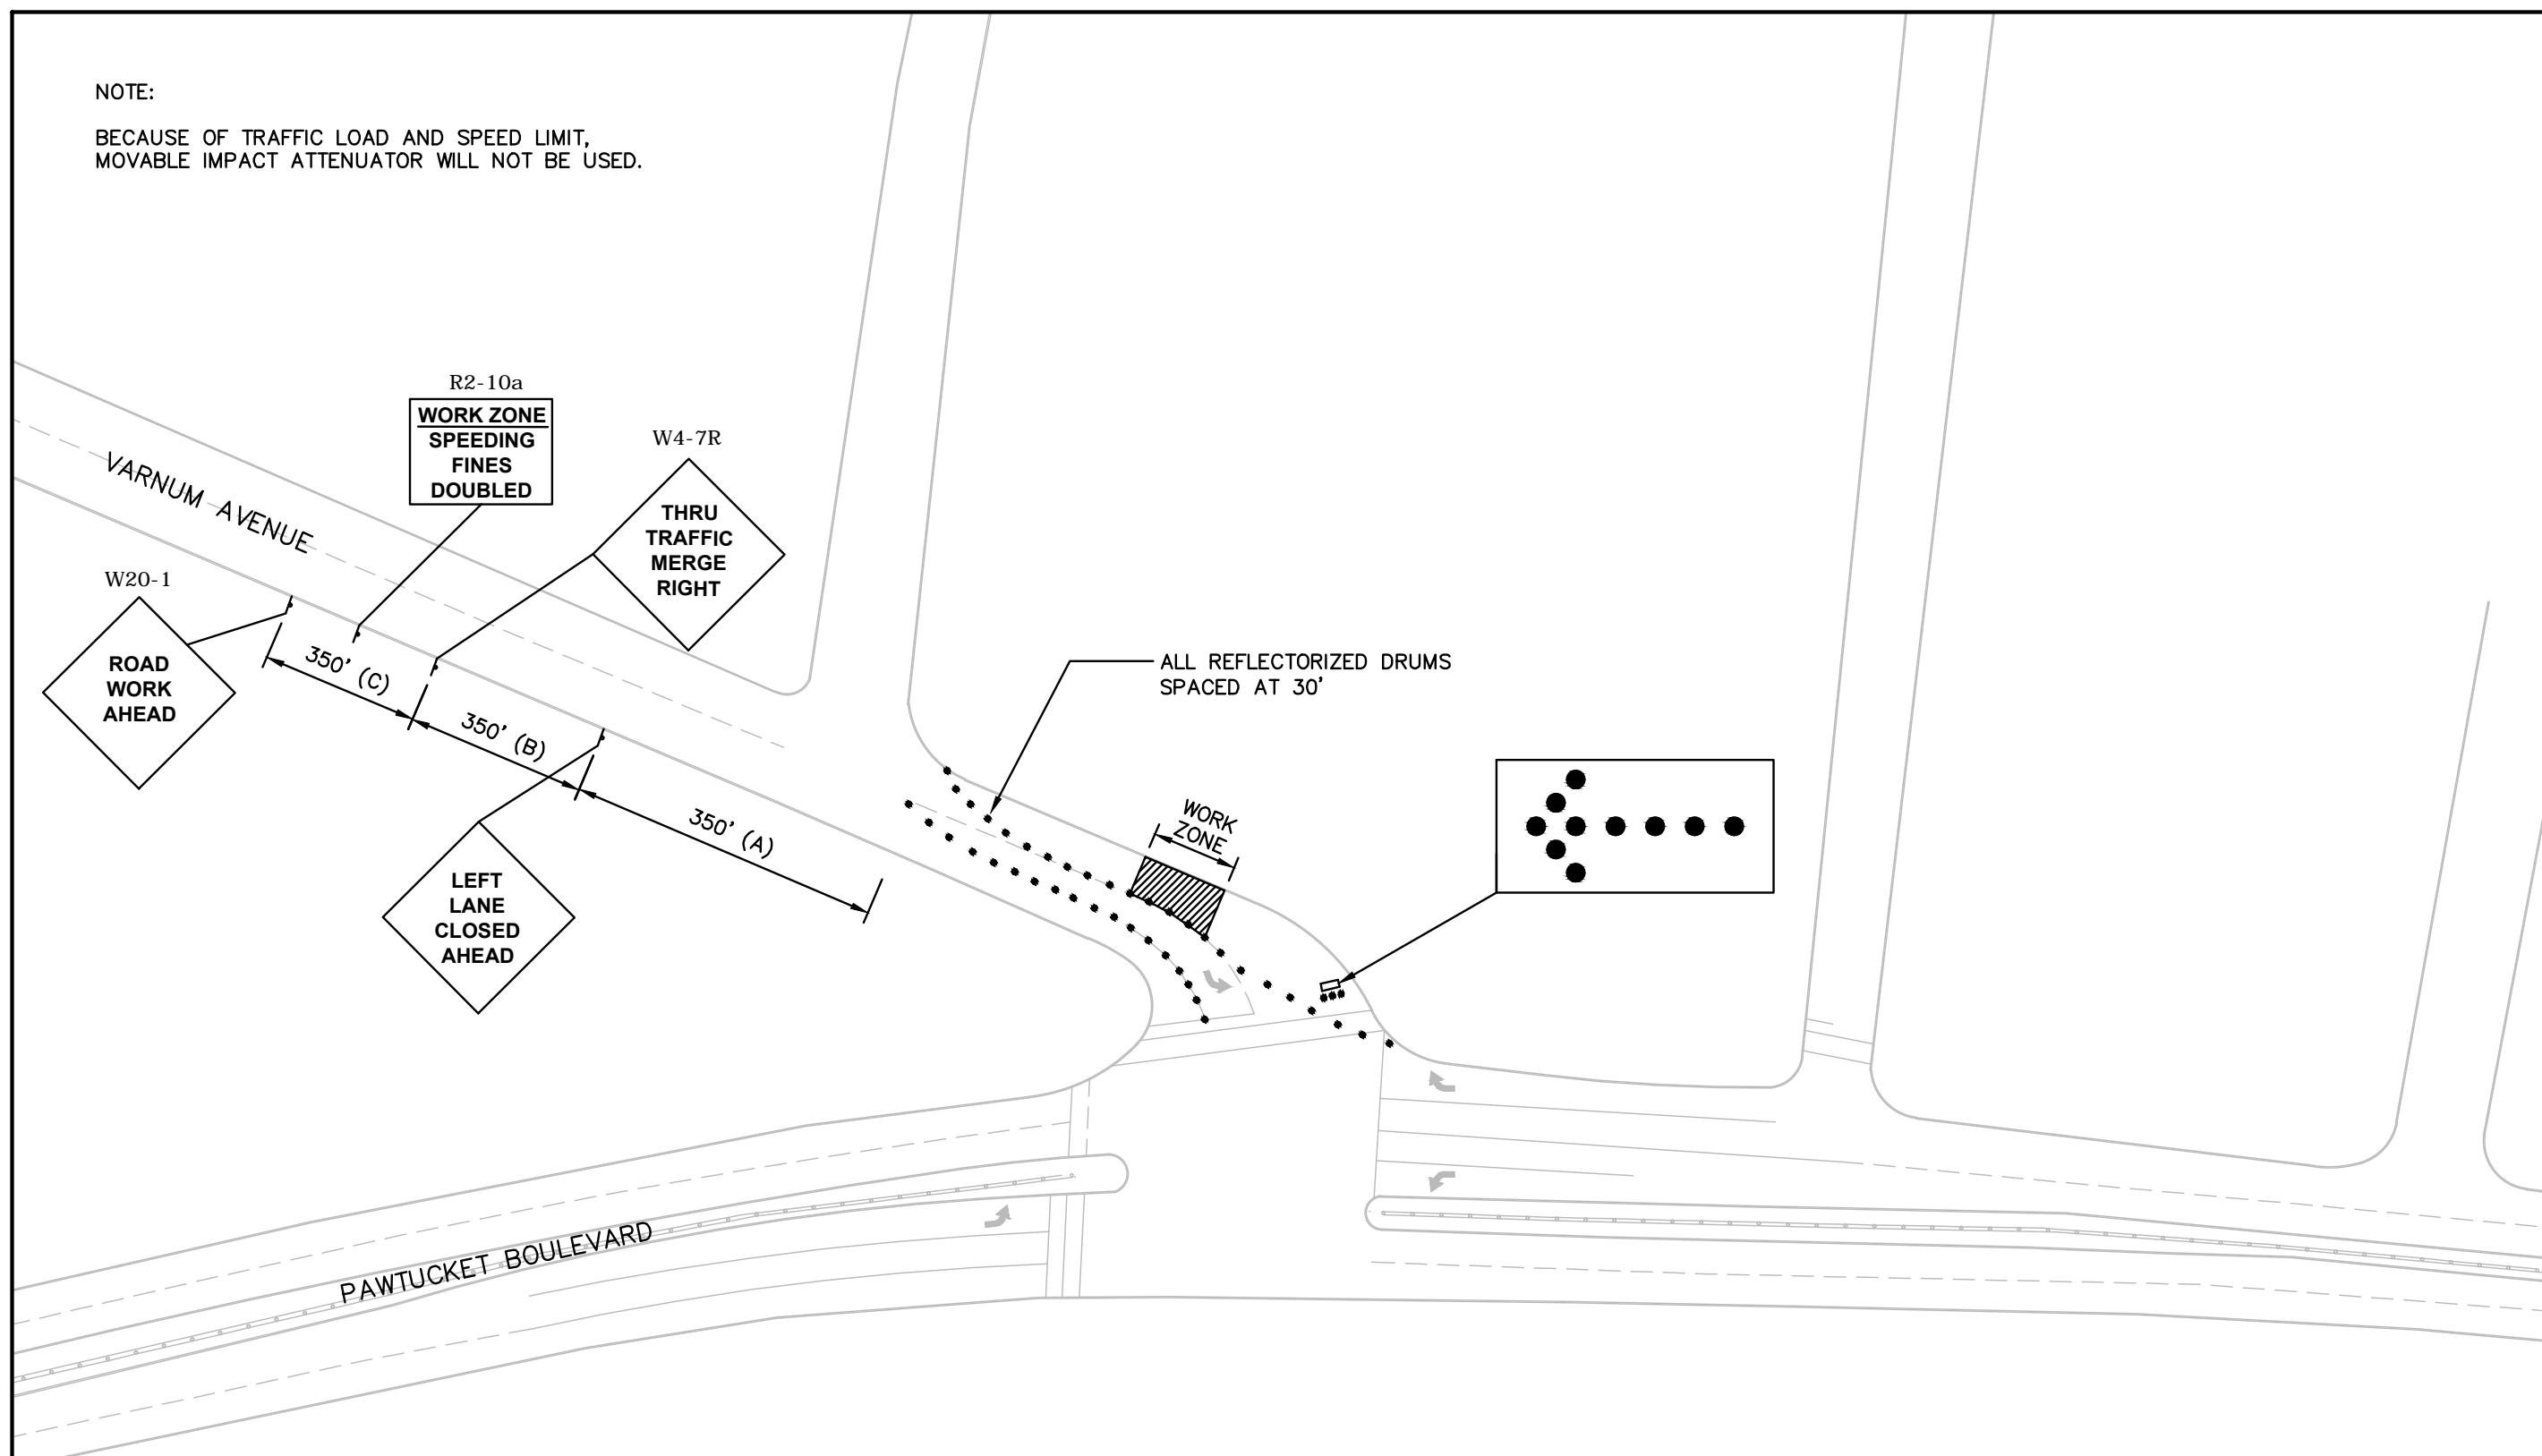 NOTE:
BECAUSE OF TRAFFIC LOAD AND SPEED LIMIT,
MOVABLE IMPACT ATTENUATOR WILL NOT BE USED.
R2-10a
WORK ZONE
SPEEDING
FINES
DOUBLED
W4-7R
THRU
TRAFFIC
MERGE
RIGHT
VARNUM AVENUE
W20-1
ROAD
WORK
AHEAD
350' (C)
350' (B)
350' (A)
LEFT
LANE
CLOSED
AHEAD
ALL REFLECTORIZED DRUMS
SPACED AT 30'
WORK
ZONE
PAWTUCKET BOULEVARD